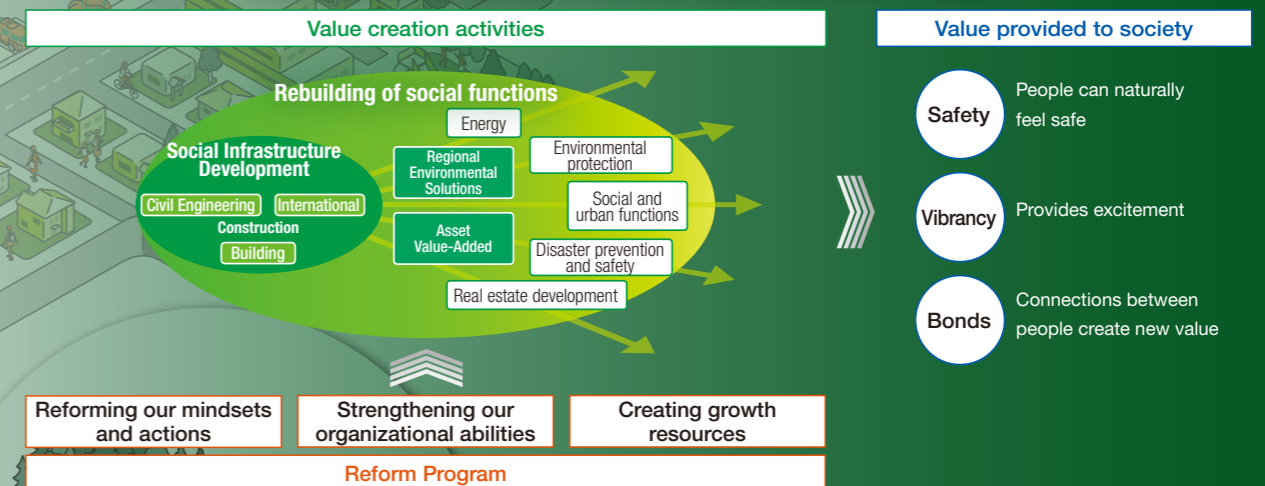 Value creation activities
Rebuilding of social functions
Energy
Social Infrastructure
Development
Civil Engineering
International
Construction
Building
Regional
Environmental
Solutions
Asset
Value-Added
Environmental
protection
Social and
urban functions
Disaster prevention
and safety
Real estate development
Reforming our mindsets
and actions
Strengthening our
organizational abilities
Creating growth
resources
Reform Program
Value provided to society
Safety
People can naturally
feel safe
Vibrancy
Provides excitement
Bonds
Connections between
people create new value